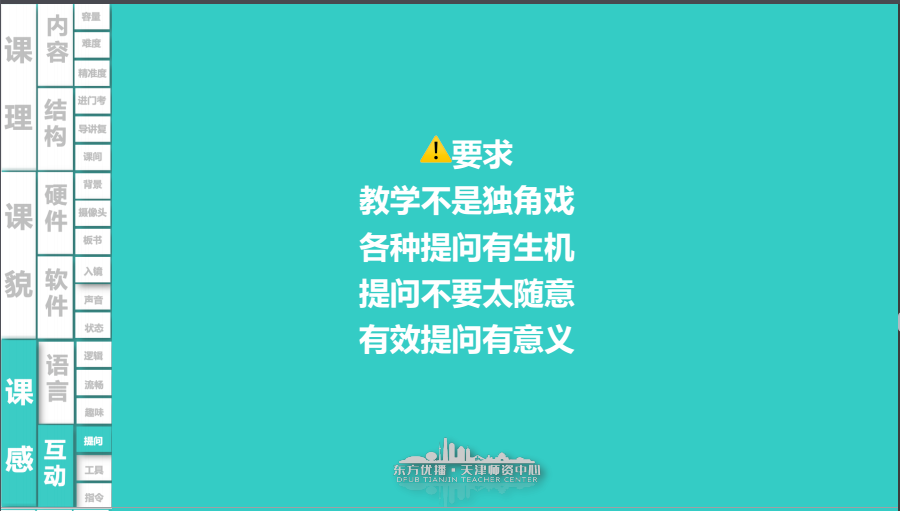 课理
内容
容量
难度
精准度
结构
进门考
导讲复
课间
课貌
硬件
背景
摄像头
板书
软件
入镜
声音
状态
课感
语言
逻辑
流畅
趣味
互动
提问
工具
指令
要求
教学不是独角戏
各种提问有生机
提问不要太随意
有效提问有意义
东方优播·天津师资中心
DFUB TIANJIN TEACHER CENTER